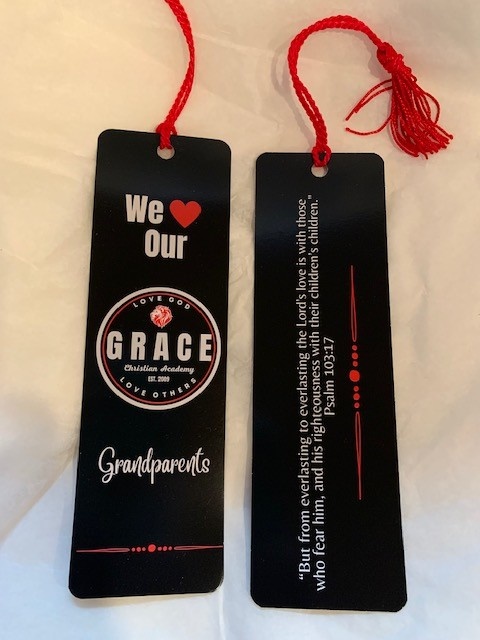 We ❤ Our
LOVE GOD
GRACE
Christian Academy
EST. 2009
LOVE OTHERS
Grandparents
“But from everlasting to everlasting the Lord's love is with those
who fear him, and his righteousness with their children's children.”
Psalm 103:17